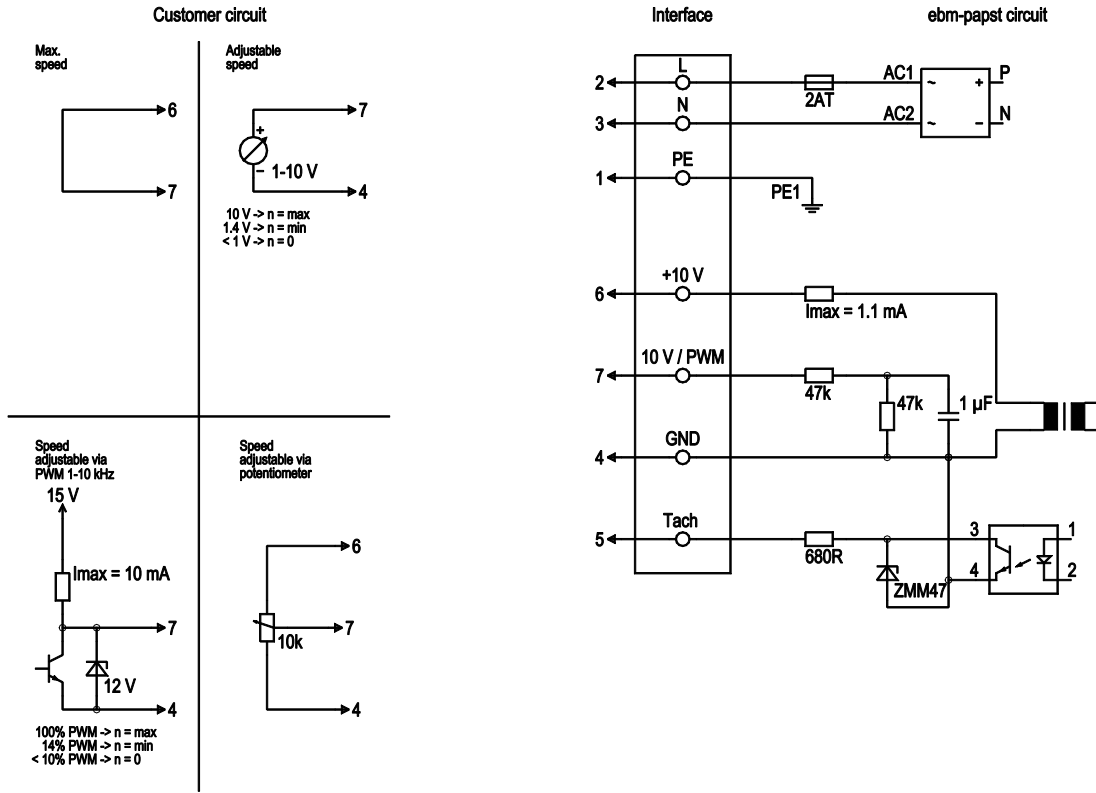 Customer circuit
Interface
ebm-papst circuit
Max.
speed
6
7
Adjustable
speed
7
+
1-10 V
−
4
10 V -> n = max
1.4 V -> n = min
< 1 V -> n = 0
Speed
adjustable via
PWM 1-10 kHz
15 V
Imax = 10 mA
7
12 V
4
100% PWM -> n = max
14% PWM -> n = min
< 10% PWM -> n = 0
Speed
adjustable via
potentiometer
6
7
10k
4
2 L 2AT AC1 ~ + P
3 N AC2 ~ − N
1 PE PE1
6 +10 V Imax = 1.1 mA
7 10 V / PWM 47k
47k 1 µF
4 GND
5 Tach 680R 3 1
4 2
ZMM47